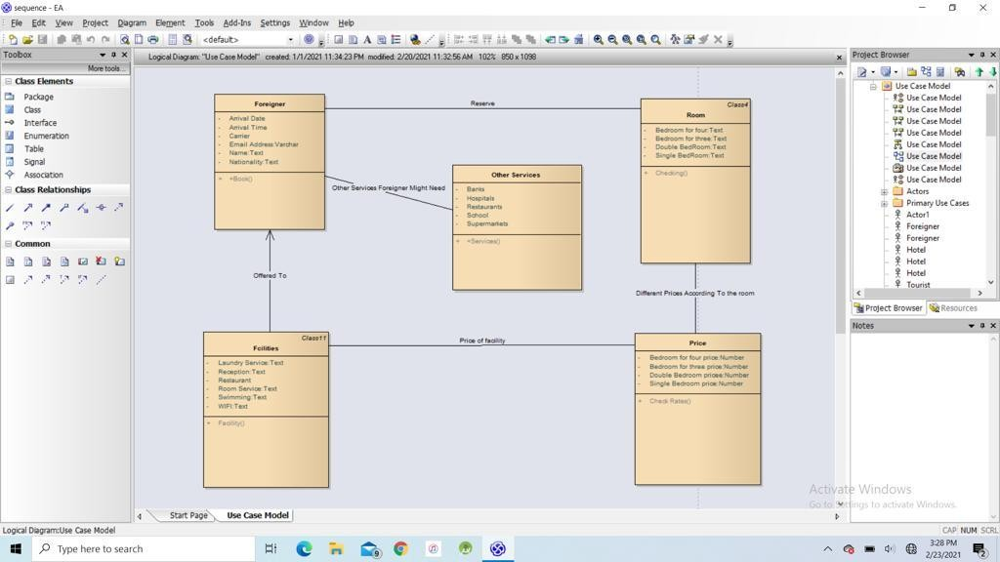 sequence - EA
File Edit View Project Diagram Element Tools Add-Ins Settings Window Help
<default>
Toolbox
More tools...
Class Elements
Package
Class
Interface
Enumeration
Table
Signal
Association
Class Relationships
Common
Logical Diagram: "Use Case Model" created: 1/1/2021 11:34:23 PM modified: 2/20/2021 11:32:56 AM 102% 850 x 1098
Foreigner
- Arrival Date
- Arrival Time
- Carrier
- Email Address:Varchar
- Name:Text
- Nationality:Text
+ +Book()
Reserve
Class4
Room
- Bedroom for four:Text
- Bedroom for three:Text
- Double BedRoom:Text
- Single BedRoom:Text
+ Checking()
Other Services Foreigner Might Need
Other Services
- Banks
- Hospitals
- Restaurants
- School
- Supermarkets
+ +Services()
Offered To
Different Prices According To the room
Class11
Fcilities
- Laundry Service:Text
- Reception:Text
- Restaurant
- Room Service:Text
- Swimming:Text
- WIFI:Text
+ Facility()
Price of facility
Price
- Bedroom for four price:Number
- Bedroom for three price:Number
- Double Bedroom pricee:Number
- Single Bedroom price:Number
+ Check Rates()
Start Page
Use Case Model
Project Browser
Use Case Model
Use Case Model
Use Case Model
Use Case Model
Use Case Model
Use Case Model
Use Case Model
Use Case Model
Use Case Model
Actors
Primary Use Cases
Actor1
Foreigner
Foreigner
Hotel
Hotel
Hotel
Tourist
Project Browser
Resources
Notes
Activate Windows
Go to Settings to activate Windows.
Logical Diagram:Use Case Model
CAP NUM SCRL
Type here to search
9
3:28 PM
2/23/2021
2